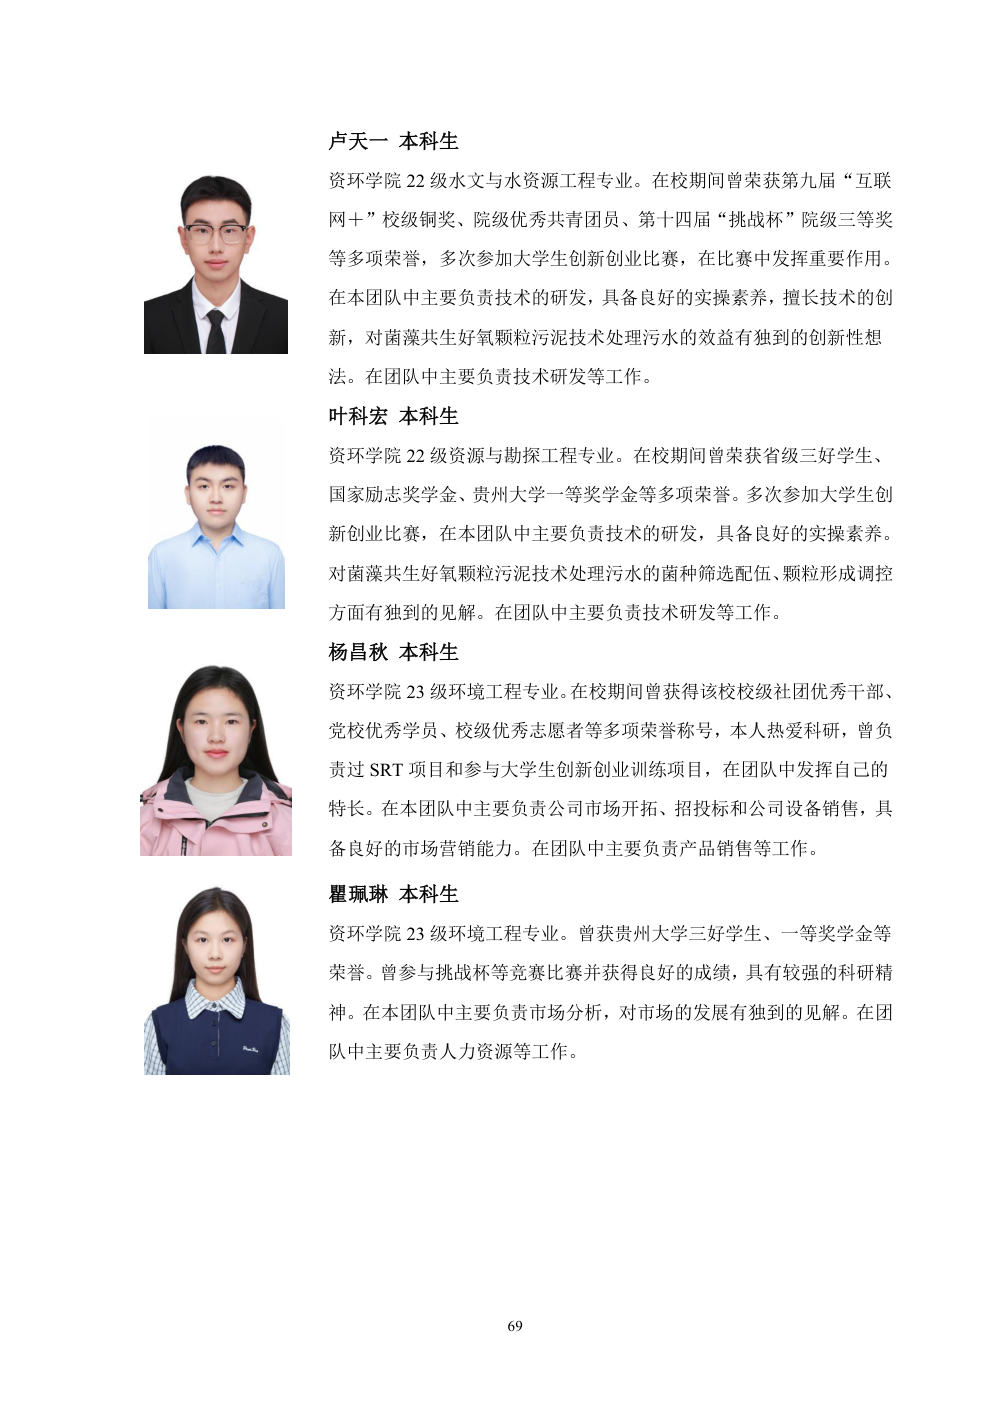 卢天一 本科生
资环学院 22 级水文与水资源工程专业。在校期间曾荣获第九届“互联
网＋”校级铜奖、院级优秀共青团员、第十四届“挑战杯”院级三等奖
等多项荣誉，多次参加大学生创新创业比赛，在比赛中发挥重要作用。
在本团队中主要负责技术的研发，具备良好的实操素养，擅长技术的创
新，对菌藻共生好氧颗粒污泥技术处理污水的效益有独到的创新性想
法。在团队中主要负责技术研发等工作。
叶科宏 本科生
资环学院 22 级资源与勘探工程专业。在校期间曾荣获省级三好学生、
国家励志奖学金、贵州大学一等奖学金等多项荣誉。多次参加大学生创
新创业比赛，在本团队中主要负责技术的研发，具备良好的实操素养。
对菌藻共生好氧颗粒污泥技术处理污水的菌种筛选配伍、颗粒形成调控
方面有独到的见解。在团队中主要负责技术研发等工作。
杨昌秋 本科生
资环学院 23 级环境工程专业。在校期间曾获得该校校级社团优秀干部、
党校优秀学员、校级优秀志愿者等多项荣誉称号，本人热爱科研，曾负
责过 SRT 项目和参与大学生创新创业训练项目，在团队中发挥自己的
特长。在本团队中主要负责公司市场开拓、招投标和公司设备销售，具
备良好的市场营销能力。在团队中主要负责产品销售等工作。
瞿珮琳 本科生
资环学院 23 级环境工程专业。曾获贵州大学三好学生、一等奖学金等
荣誉。曾参与挑战杯等竞赛比赛并获得良好的成绩，具有较强的科研精
神。在本团队中主要负责市场分析，对市场的发展有独到的见解。在团
队中主要负责人力资源等工作。
69